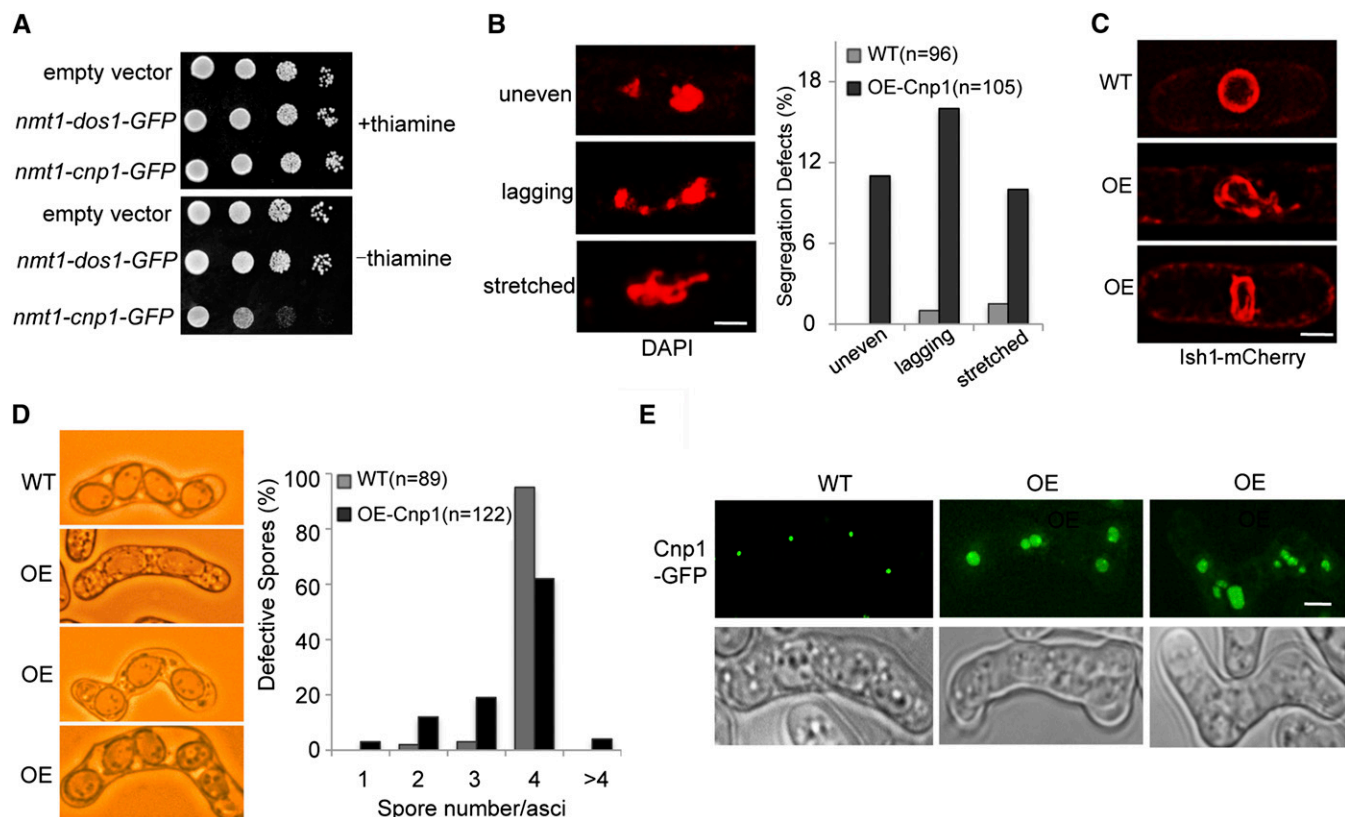 A
empty vector
nmt1-dos1-GFP
nmt1-cnp1-GFP
+thiamine
empty vector
nmt1-dos1-GFP
nmt1-cnp1-GFP
−thiamine
B
uneven
lagging
stretched
DAPI
WT(n=96)
OE-Cnp1(n=105)
Segregation Defects (%)
18
12
6
0
uneven
lagging
stretched
C
WT
OE
OE
Ish1-mCherry
D
WT
OE
OE
OE
WT(n=89)
OE-Cnp1(n=122)
Defective Spores (%)
100
80
60
40
20
0
1 2 3 4 >4
Spore number/asci
E
WT OE OE
OE OE
Cnp1
-GFP